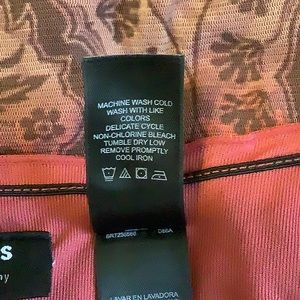 MACHINE WASH COLD
WASH WITH LIKE
COLORS
DELICATE CYCLE
NON-CHLORINE BLEACH
TUMBLE DRY LOW
REMOVE PROMPTLY
COOL IRON
LAVAR EN LAVADORA